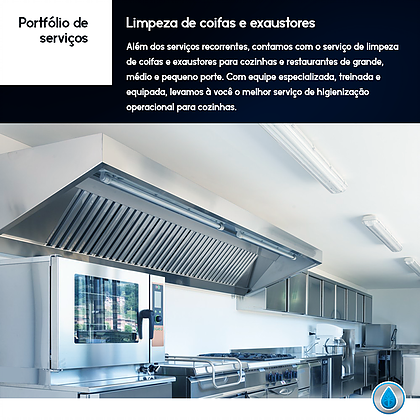 Portfólio de
serviços
Limpeza de coifas e exaustores
Além dos serviços recorrentes, contamos com o serviço de limpeza
de coifas e exaustores para cozinhas e restaurantes de grande,
médio e pequeno porte. Com equipe especializada, treinada e
equipada, levamos à você o melhor serviço de higienização
operacional para cozinhas.